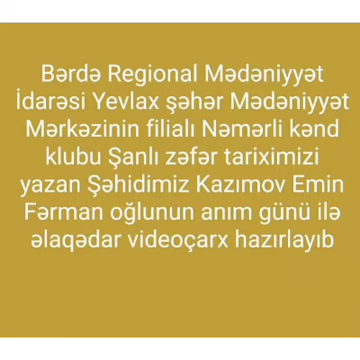 Bərdə Regional Mədəniyyət
İdarəsi Yevlax şəhər Mədəniyyət
Mərkəzinin filialı Nəmərli kənd
klubu Şanlı zəfər tariximizi
yazan Şəhidimiz Kazımov Emin
Fərman oğlunun anım günü ilə
əlaqədar videoçarx hazırlayıb